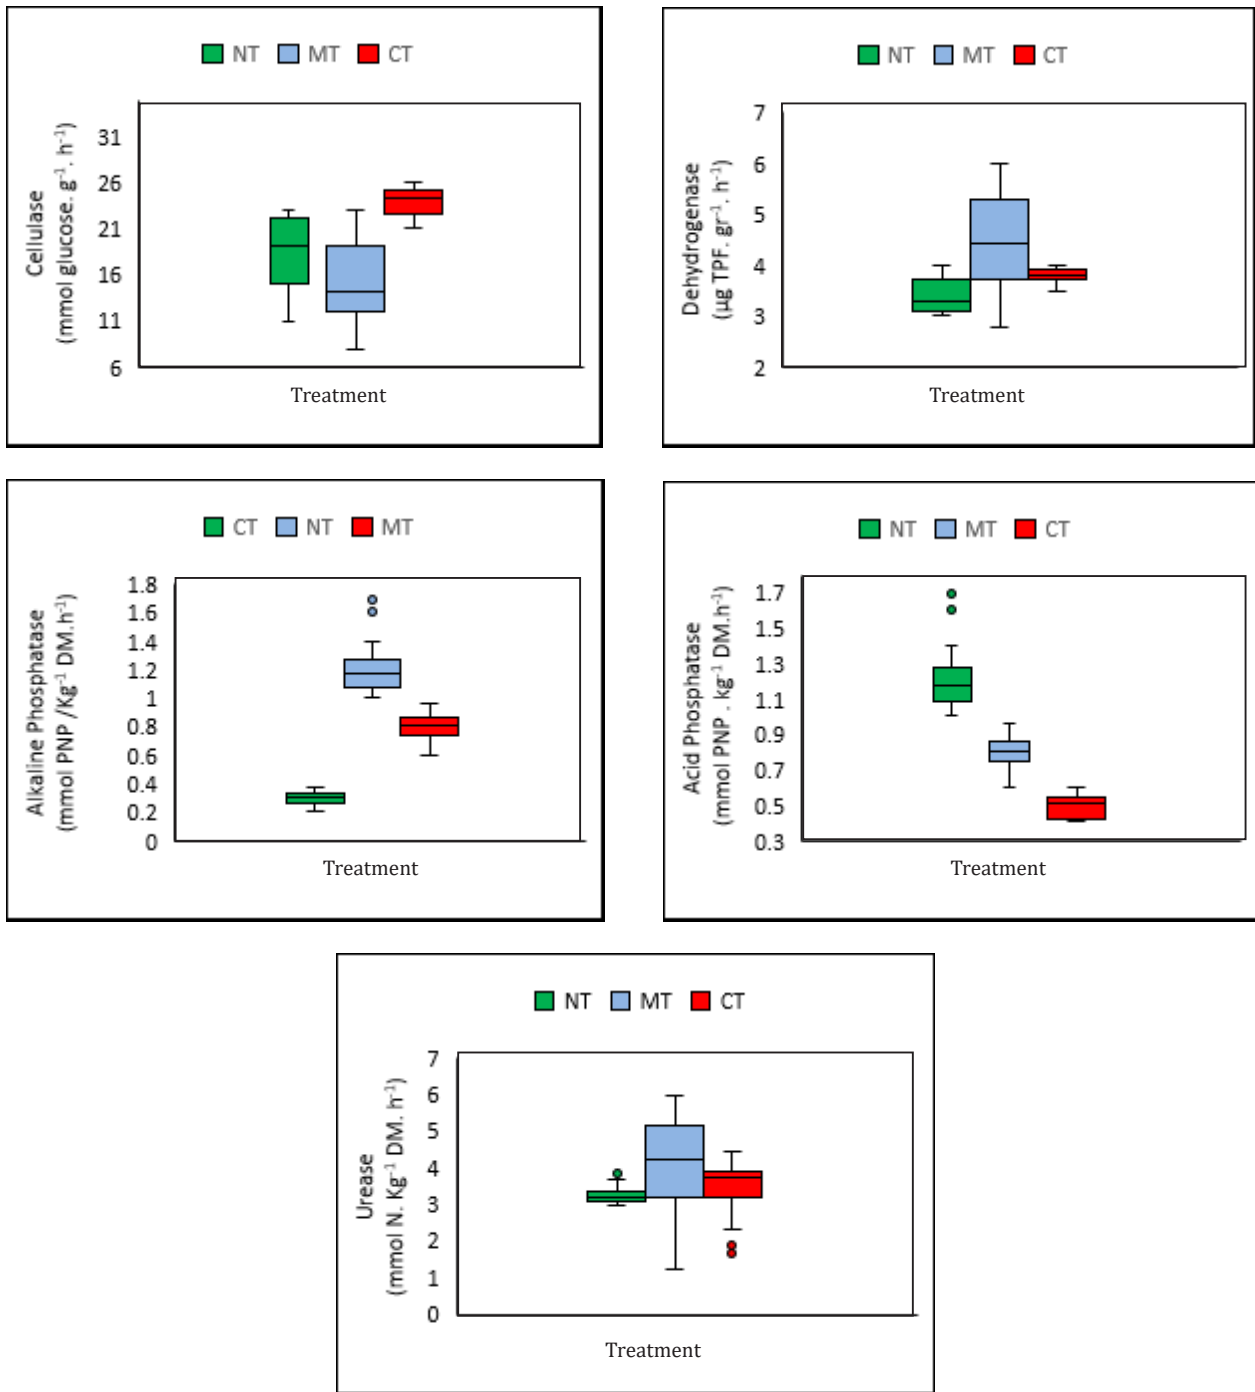 NT MT CT
Cellulase
(mmol glucose. g⁻¹. h⁻¹)
31
26
21
16
11
6
Treatment
NT MT CT
Dehydrogenase
(µg TPF. gr⁻¹. h⁻¹)
7
6
5
4
3
2
Treatment
CT NT MT
Alkaline Phosphatase
(mmol PNP /Kg⁻¹ DM.h⁻¹)
1.8
1.6
1.4
1.2
1
0.8
0.6
0.4
0.2
0
Treatment
NT MT CT
Acid Phosphatase
(mmol PNP . kg⁻¹ DM.h⁻¹)
1.7
1.5
1.3
1.1
0.9
0.7
0.5
0.3
Treatment
NT MT CT
Urease
(mmol N. Kg⁻¹ DM. h⁻¹)
7
6
5
4
3
2
1
0
Treatment